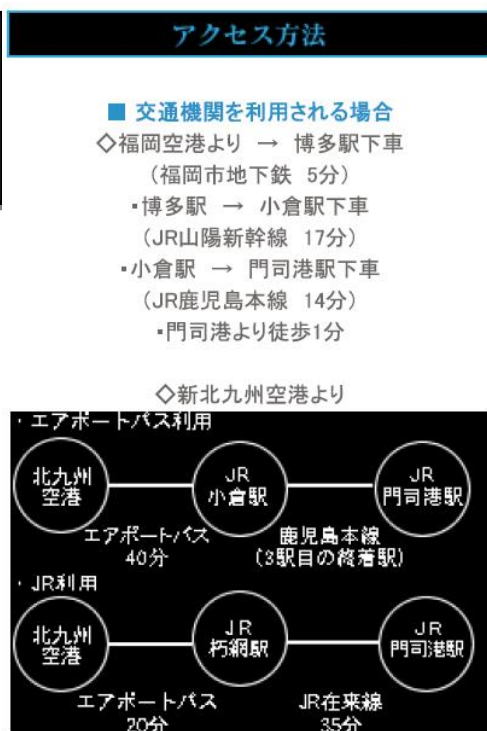 アクセス方法
■ 交通機関を利用される場合
◇福岡空港より → 博多駅下車
（福岡市地下鉄 5分）
・博多駅 → 小倉駅下車
（JR山陽新幹線 17分）
・小倉駅 → 門司港駅下車
（JR鹿児島本線 14分）
・門司港より徒歩1分
◇新北九州空港より
・エアポートバス利用
北九州
空港
JR
小倉駅
JR
門司港駅
エアポートバス
40分
鹿児島本線
(3駅目の終着駅)
・JR利用
北九州
空港
JR
朽網駅
JR
門司港駅
エアポートバス
20分
JR在来線
35分